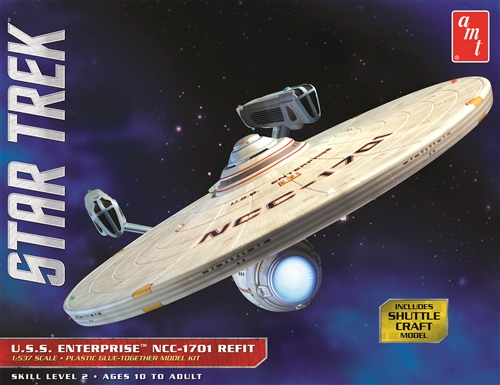 amt
STAR TREK
U.S.S. ENTERPRISE
NCC-1701
INCLUDES
SHUTTLE
CRAFT
MODEL
U.S.S. ENTERPRISE™ NCC-1701 REFIT
1:537 SCALE • PLASTIC GLUE-TOGETHER MODEL KIT
SKILL LEVEL 2 • AGES 10 TO ADULT